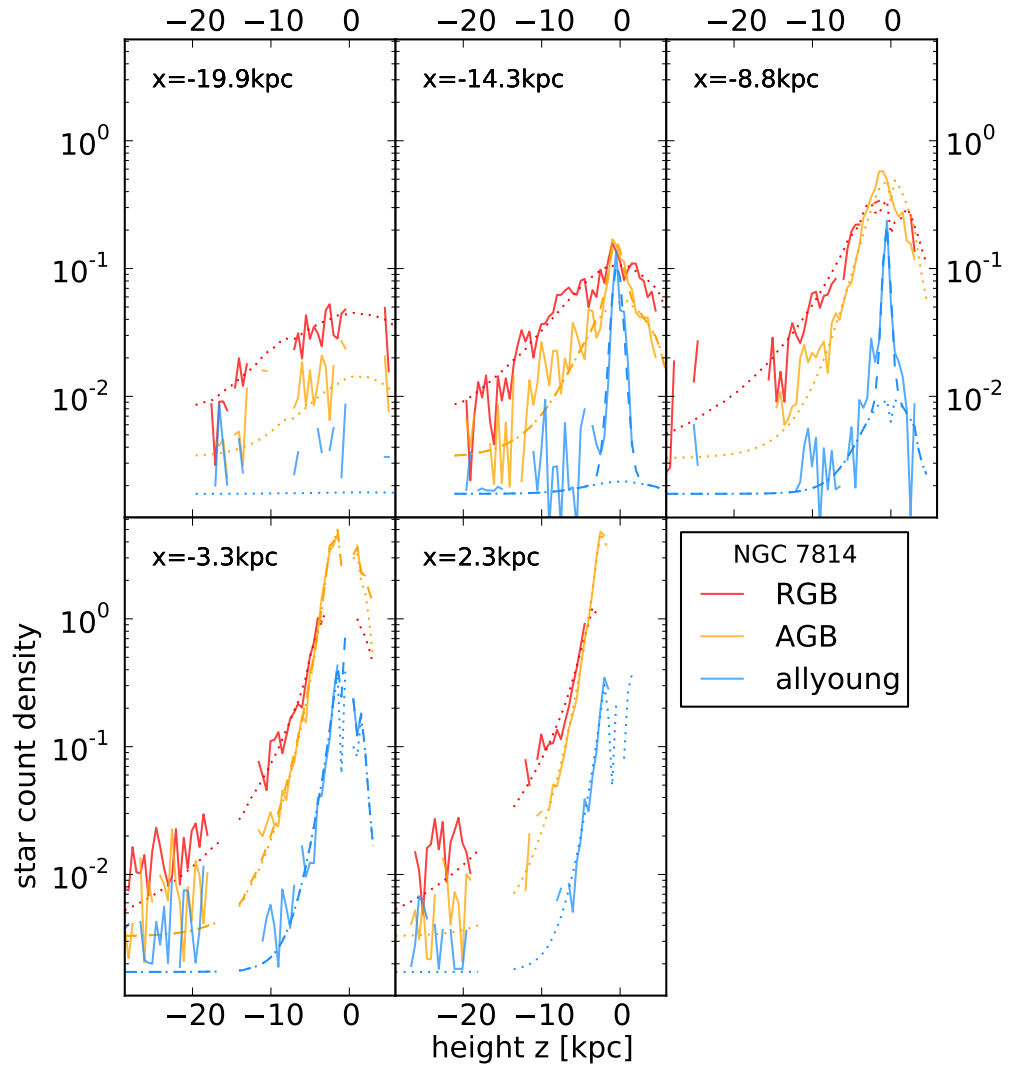 −20 −10 0 −20 −10 0 −20 −10 0
x=-19.9kpc x=-14.3kpc x=-8.8kpc
10^0 10^0
10^-1 10^-1
10^-2 10^-2
x=-3.3kpc x=2.3kpc NGC 7814
RGB
10^0
AGB
allyoung
10^-1
10^-2
star count density
−20 −10 0 −20 −10 0
height z [kpc]